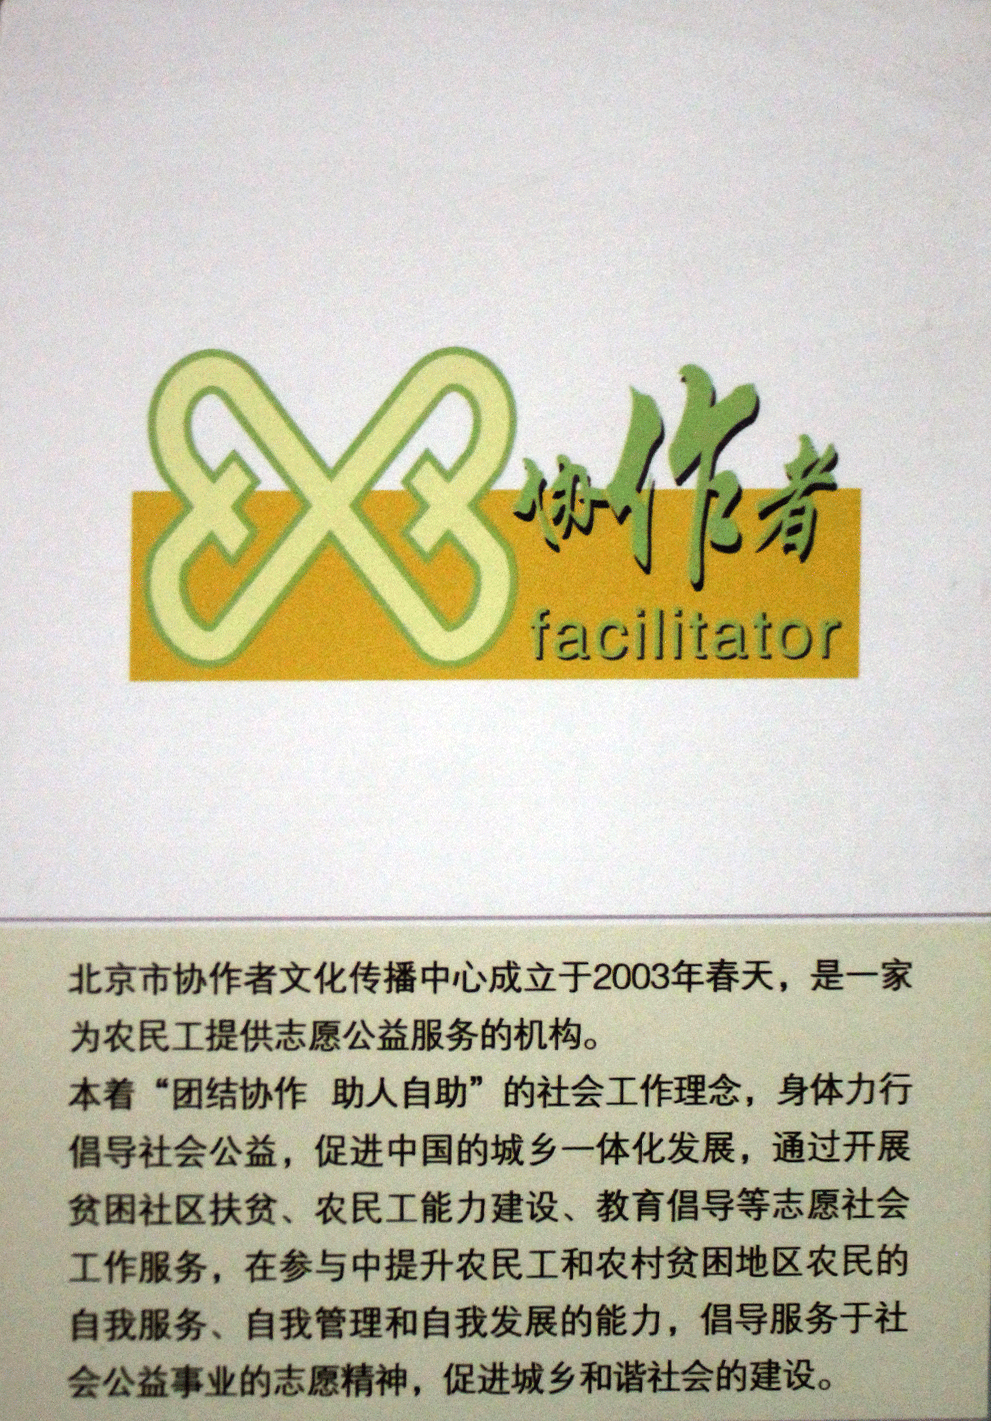 协作者
facilitator
北京市协作者文化传播中心成立于2003年春天，是一家
为农民工提供志愿公益服务的机构。
本着“团结协作 助人自助”的社会工作理念，身体力行
倡导社会公益，促进中国的城乡一体化发展，通过开展
贫困社区扶贫、农民工能力建设、教育倡导等志愿社会
工作服务，在参与中提升农民工和农村贫困地区农民的
自我服务、自我管理和自我发展的能力，倡导服务于社
会公益事业的志愿精神，促进城乡和谐社会的建设。